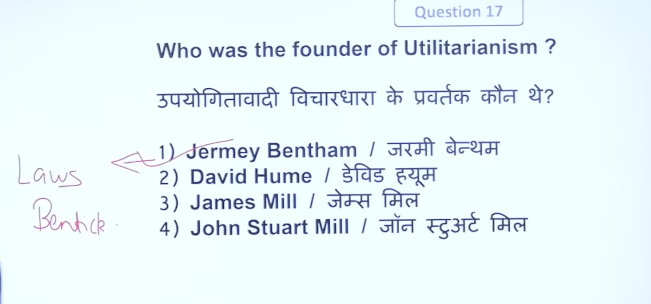 Question 17
Who was the founder of Utilitarianism ?
उपयोगितावादी विचारधारा के प्रवर्तक कौन थे?
1) Jermey Bentham / जरमी बेन्थम
2) David Hume / डेविड ह्यूम
3) James Mill / जेम्स मिल
4) John Stuart Mill / जॉन स्टुअर्ट मिल
Laws
Bentick.